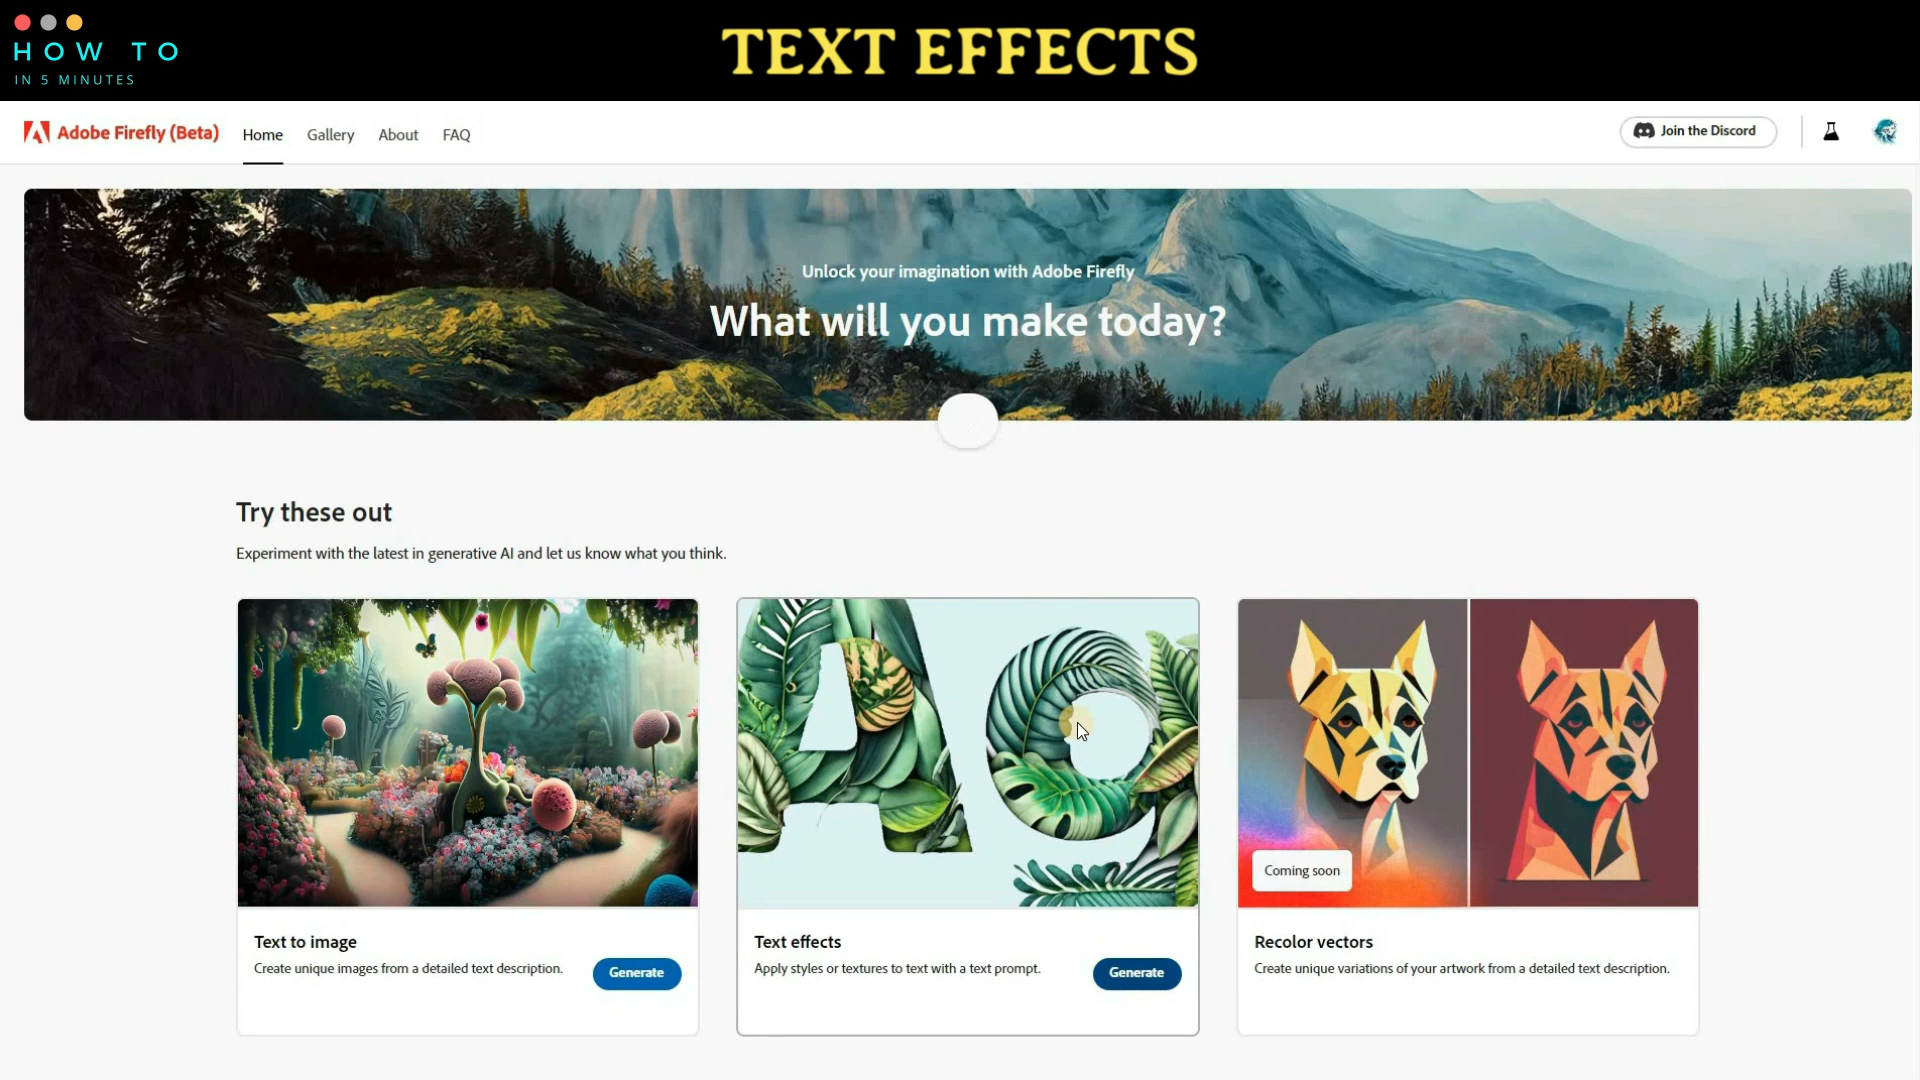 HOW TO
IN 5 MINUTES
TEXT EFFECTS
Adobe Firefly (Beta)
Home
Gallery
About
FAQ
Join the Discord
Unlock your imagination with Adobe Firefly
What will you make today?
Try these out
Experiment with the latest in generative AI and let us know what you think.
Ag
Coming soon
Text to image
Create unique images from a detailed text description.
Generate
Text effects
Apply styles or textures to text with a text prompt.
Generate
Recolor vectors
Create unique variations of your artwork from a detailed text description.